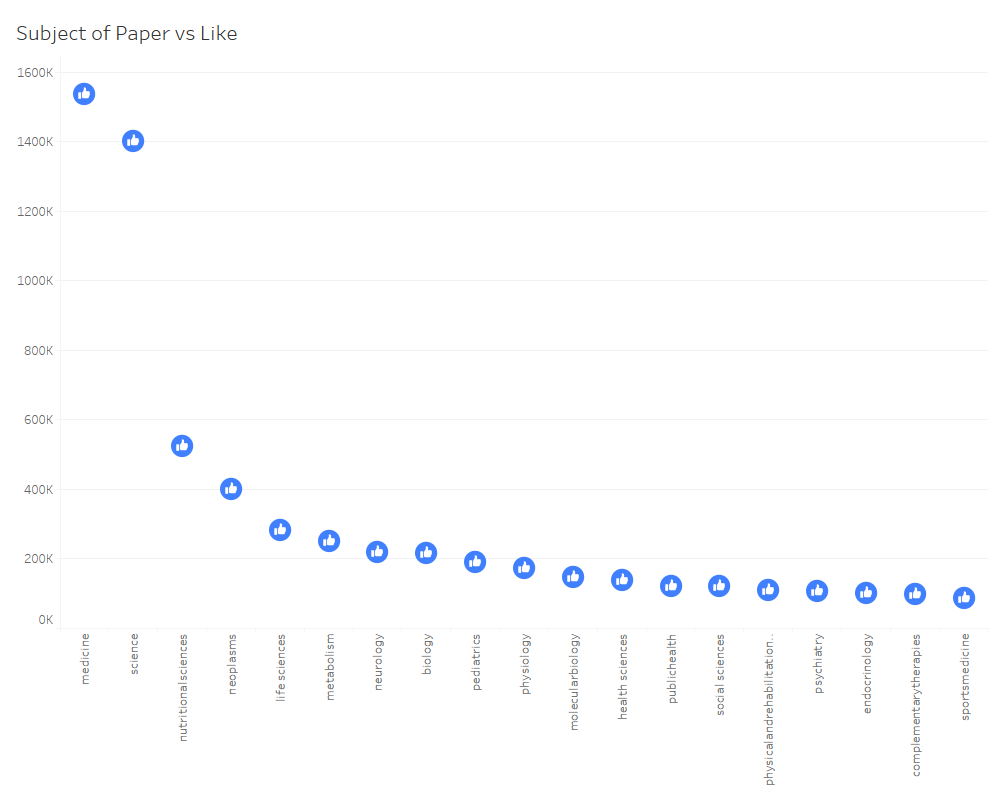 Subject of Paper vs Like
1600K
1400K
1200K
1000K
800K
600K
400K
200K
0K
medicine
science
nutritionalsciences
neoplasms
life sciences
metabolism
neurology
biology
pediatrics
physiology
molecularbiology
health sciences
publichealth
social sciences
physicalandrehabilitation..
psychiatry
endocrinology
complementarytherapies
sportsmedicine